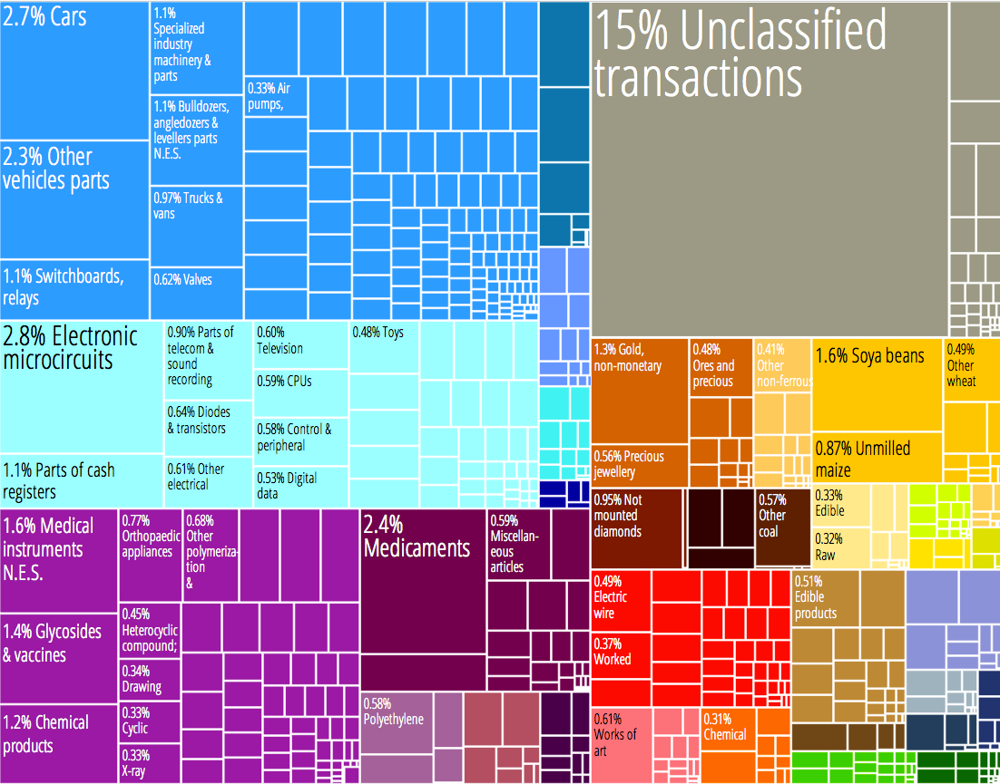 2.7% Cars
2.3% Other
vehicles parts
1.1% Switchboards,
relays
1.1%
Specialized
industry
machinery &
parts
1.1% Bulldozers,
angledozers &
levellers parts
N.E.S.
0.97% Trucks &
vans
0.62% Valves
0.33% Air
pumps,
2.8% Electronic
microcircuits
1.1% Parts of cash
registers
0.90% Parts of
telecom &
sound
recording
0.64% Diodes
& transistors
0.61% Other
electrical
0.60%
Television
0.59% CPUs
0.58% Control &
peripheral
0.53% Digital
data
0.48% Toys
1.6% Medical
instruments
N.E.S.
1.4% Glycosides
& vaccines
1.2% Chemical
products
0.77%
Orthopaedic
appliances
0.68%
Other
polymeriza-
tion
&
0.45%
Heterocyclic
compound;
0.34%
Drawing
0.33%
Cyclic
0.33%
X-ray
2.4%
Medicaments
0.59%
Miscellan-
eous
articles
0.58%
Polyethylene
15% Unclassified
transactions
1.3% Gold,
non-monetary
0.56% Precious
jewellery
0.48%
Ores and
precious
0.41%
Other
non-ferrous
1.6% Soya beans
0.87% Unmilled
maize
0.49%
Other
wheat
0.95% Not
mounted
diamonds
0.57%
Other
coal
0.33%
Edible
0.32%
Raw
0.49%
Electric
wire
0.37%
Worked
0.51%
Edible
products
0.61%
Works of
art
0.31%
Chemical